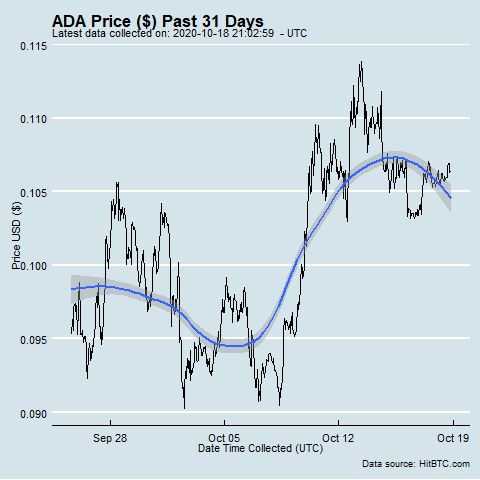 ADA Price ($) Past 31 Days
Latest data collected on: 2020-10-18 21:02:59 - UTC
0.115
0.110
0.105
0.100
0.095
0.090
Price USD ($)
Sep 28
Oct 05
Oct 12
Oct 19
Date Time Collected (UTC)
Data source: HitBTC.com